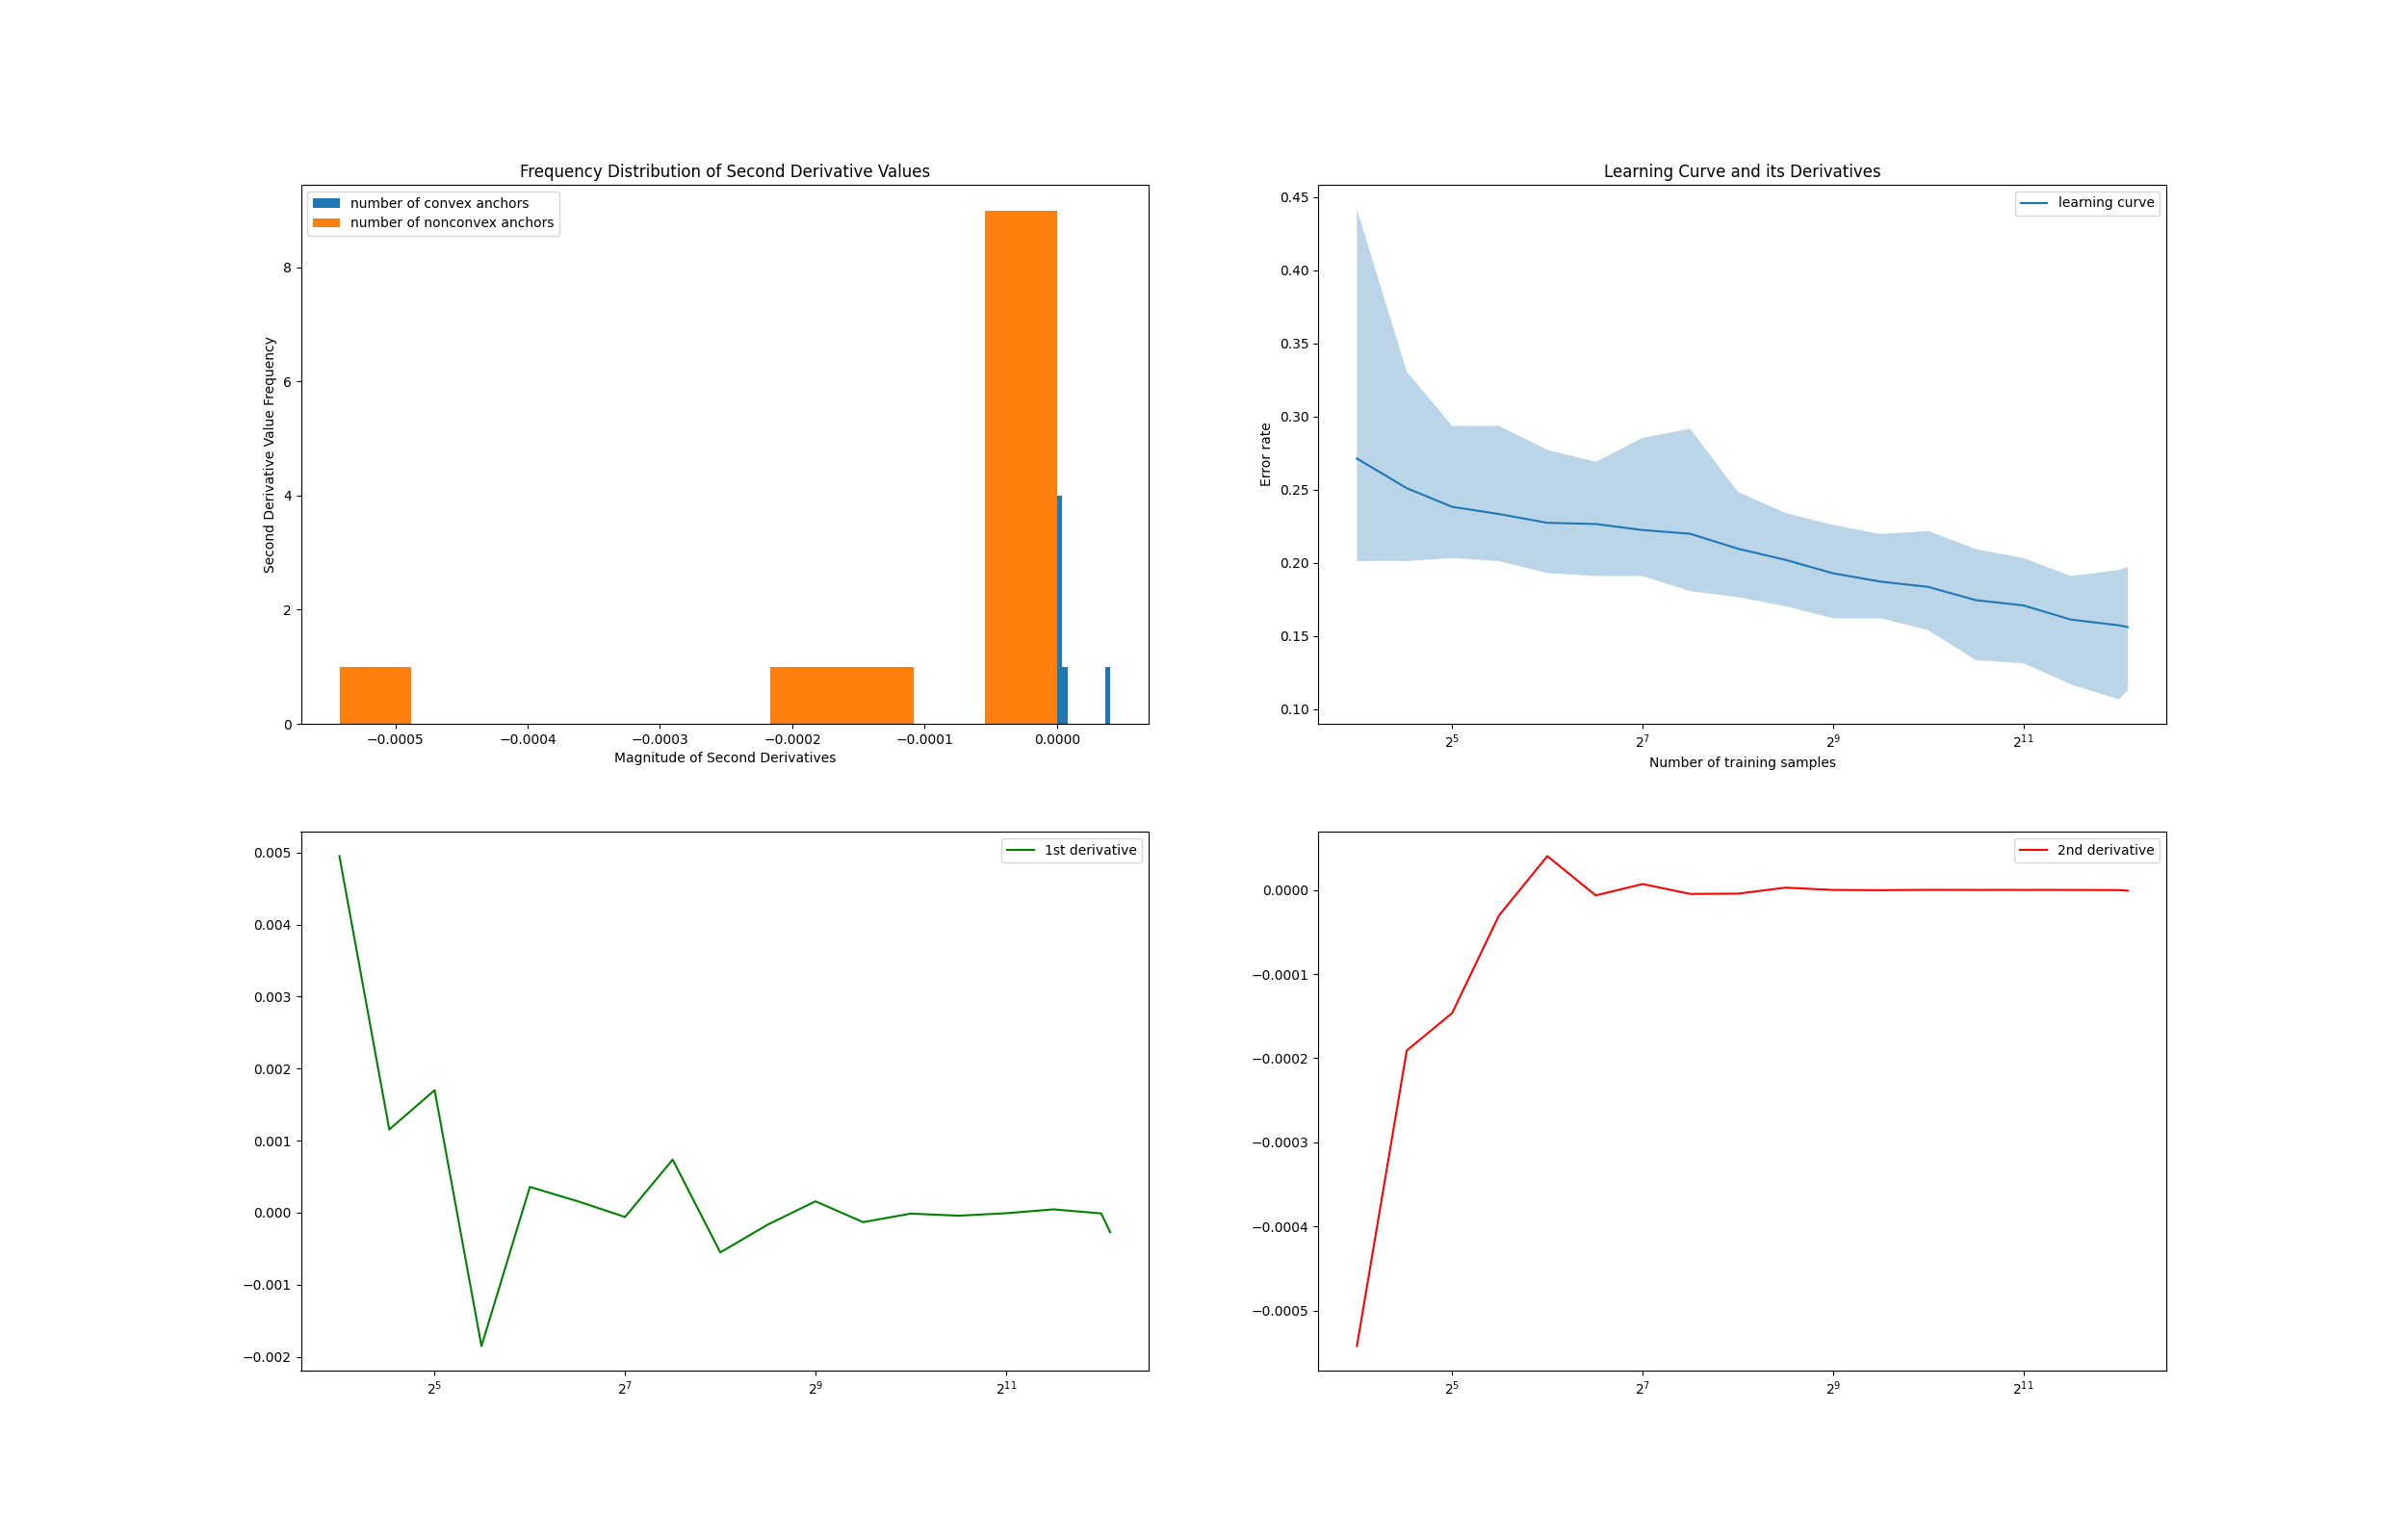 Frequency Distribution of Second Derivative Values
number of convex anchors
number of nonconvex anchors
8
6
4
2
0
Second Derivative Value Frequency
−0.0005 −0.0004 −0.0003 −0.0002 −0.0001 0.0000
Magnitude of Second Derivatives
Learning Curve and its Derivatives
learning curve
0.45
0.40
0.35
0.30
0.25
0.20
0.15
0.10
Error rate
2^5 2^7 2^9 2^11
Number of training samples
1st derivative
0.005
0.004
0.003
0.002
0.001
0.000
−0.001
−0.002
2^5 2^7 2^9 2^11
2nd derivative
0.0000
−0.0001
−0.0002
−0.0003
−0.0004
−0.0005
2^5 2^7 2^9 2^11